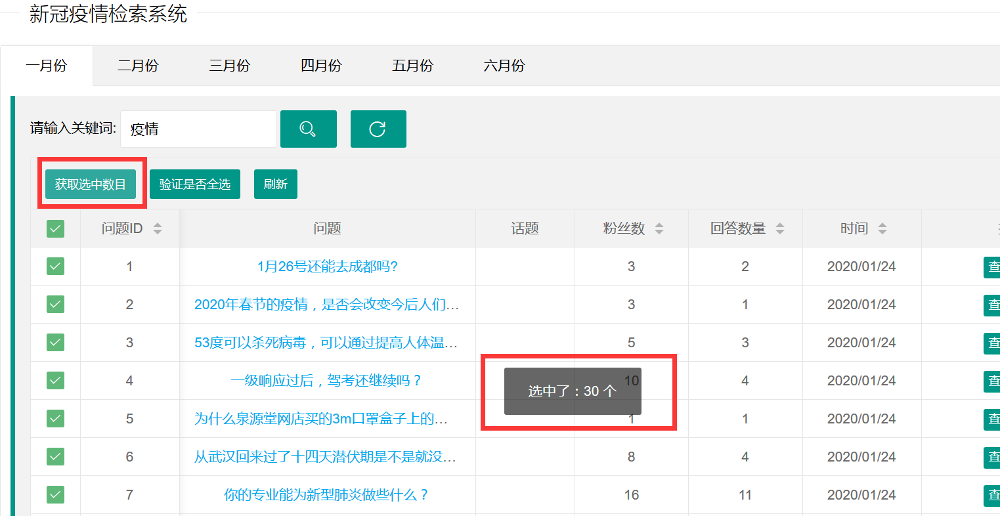 新冠疫情检索系统
一月份 二月份 三月份 四月份 五月份 六月份
请输入关键词: 疫情
获取选中数目 验证是否全选 刷新
问题ID 问题 话题 粉丝数 回答数量 时间
1 1月26号还能去成都吗? 3 2 2020/01/24 查
2 2020年春节的疫情，是否会改变今后人们… 3 1 2020/01/24 查
3 53度可以杀死病毒，可以通过提高人体温… 5 3 2020/01/24 查
4 一级响应过后，驾考还继续吗？ 10 4 2020/01/24 查
选中了：30 个
5 为什么泉源堂网店买的3m口罩盒子上的… 1 1 2020/01/24 查
6 从武汉回来过了十四天潜伏期是不是就没… 8 4 2020/01/24 查
7 你的专业能为新型肺炎做些什么？ 16 11 2020/01/24 查